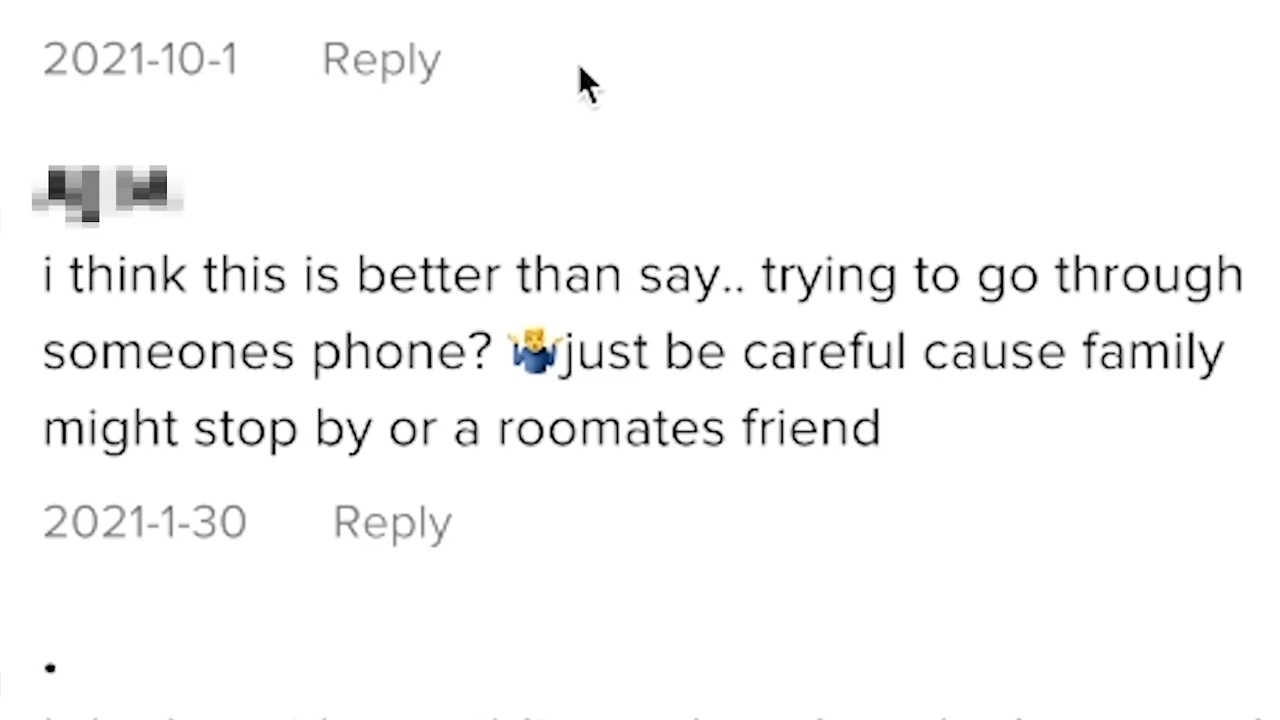 2021-10-1 Reply
i think this is better than say.. trying to go through
someones phone? 🤷‍♂️just be careful cause family
might stop by or a roomates friend
2021-1-30 Reply
.